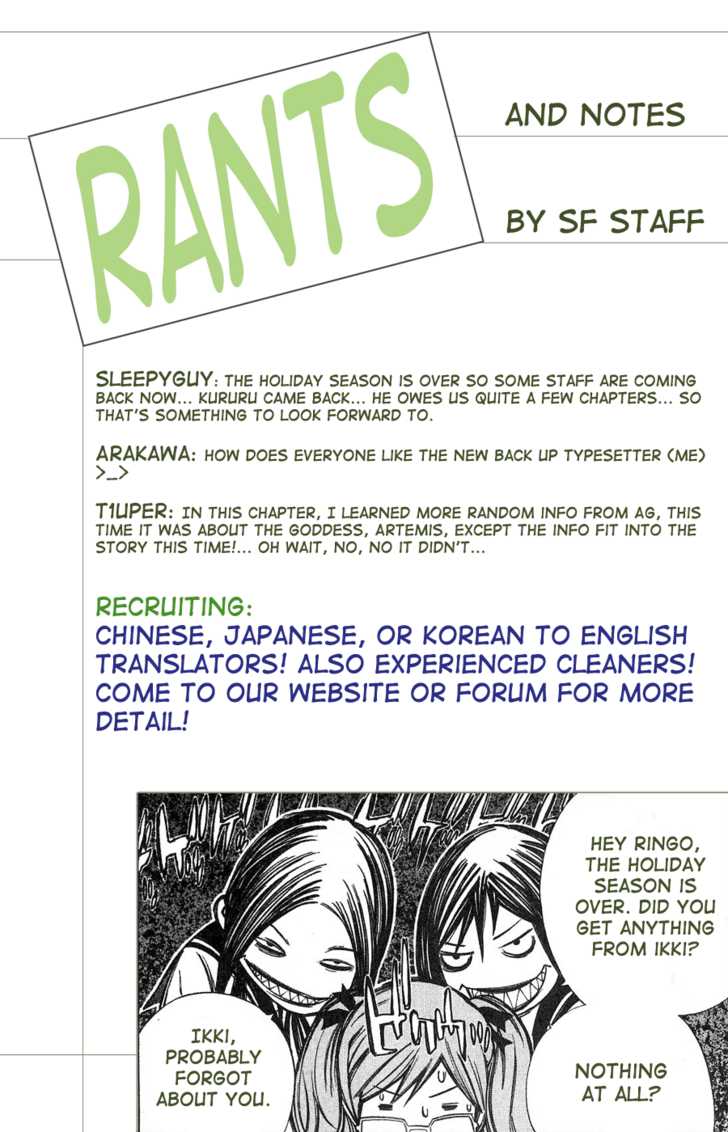 RANTS
AND NOTES
BY SF STAFF
SLEEPYGUY: THE HOLIDAY SEASON IS OVER SO SOME STAFF ARE COMING
BACK NOW... KURURU CAME BACK... HE OWES US QUITE A FEW CHAPTERS... SO
THAT'S SOMETHING TO LOOK FORWARD TO.
ARAKAWA: HOW DOES EVERYONE LIKE THE NEW BACK UP TYPESETTER (ME)
>_>
T1UPER: IN THIS CHAPTER, I LEARNED MORE RANDOM INFO FROM AG, THIS
TIME IT WAS ABOUT THE GODDESS, ARTEMIS, EXCEPT THE INFO FIT INTO THE
STORY THIS TIME!... OH WAIT, NO, NO IT DIDN'T...
RECRUITING:
CHINESE, JAPANESE, OR KOREAN TO ENGLISH
TRANSLATORS! ALSO EXPERIENCED CLEANERS!
COME TO OUR WEBSITE OR FORUM FOR MORE
DETAIL!
HEY RINGO,
THE HOLIDAY
SEASON IS
OVER. DID YOU
GET ANYTHING
FROM IKKI?
NOTHING
AT ALL?
IKKI,
PROBABLY
FORGOT
ABOUT YOU.